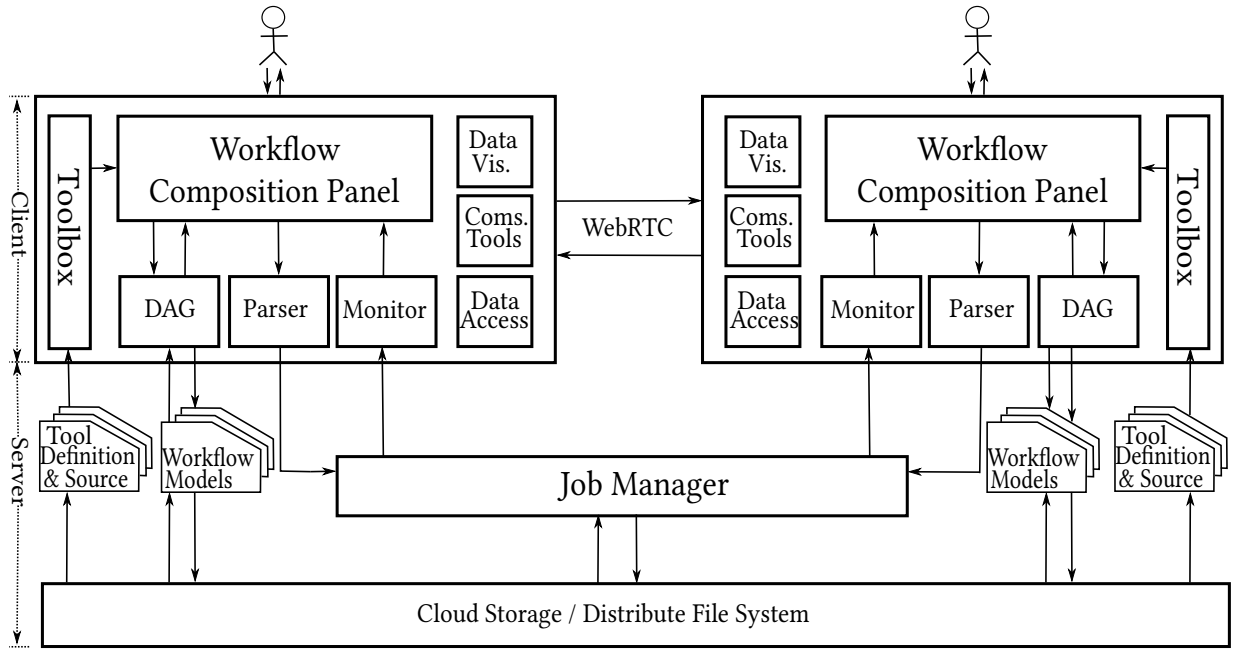 Client
Server
Toolbox
Workflow
Composition Panel
Data
Vis.
Coms.
Tools
Data
Access
DAG
Parser
Monitor
WebRTC
Data
Vis.
Coms.
Tools
Data
Access
Workflow
Composition Panel
Toolbox
Monitor
Parser
DAG
Tool
Definition
& Source
Workflow
Models
Job Manager
Workflow
Models
Tool
Definition
& Source
Cloud Storage / Distribute File System